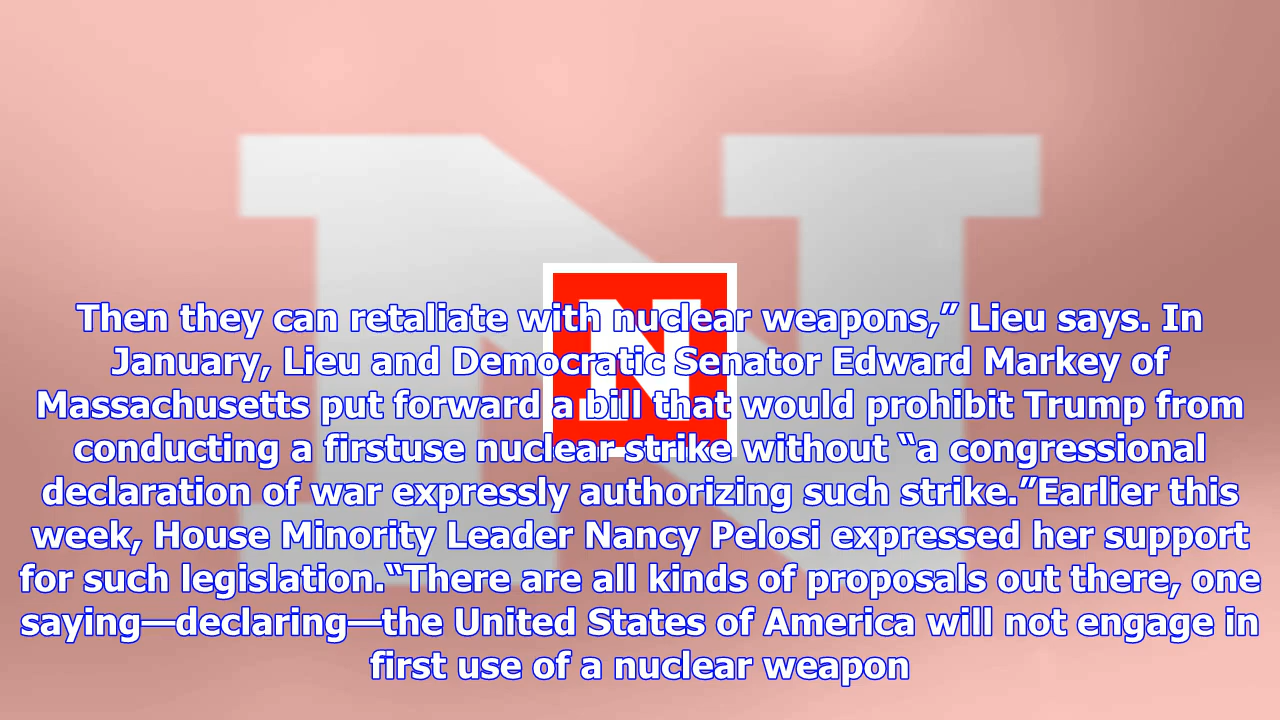 N
N
Then they can retaliate with nuclear weapons,” Lieu says. In
January, Lieu and Democratic Senator Edward Markey of
Massachusetts put forward a bill that would prohibit Trump from
conducting a firstuse nuclear strike without “a congressional
declaration of war expressly authorizing such strike.”Earlier this
week, House Minority Leader Nancy Pelosi expressed her support
for such legislation.“There are all kinds of proposals out there, one
saying—declaring—the United States of America will not engage in
first use of a nuclear weapon